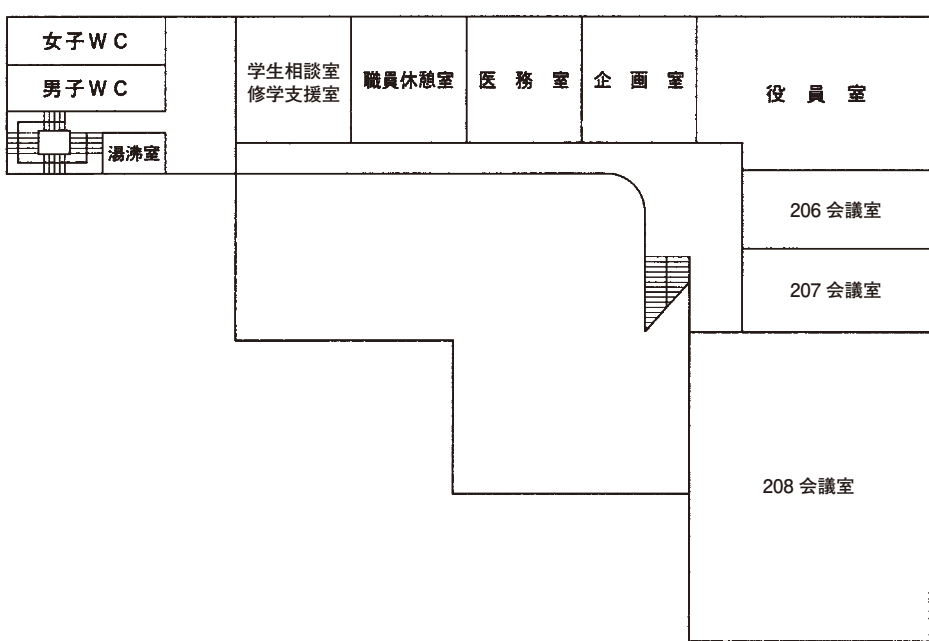 女子WC
男子WC
湯沸室
学生相談室
修学支援室
職員休憩室
医務室
企画室
役員室
206 会議室
207 会議室
208 会議室